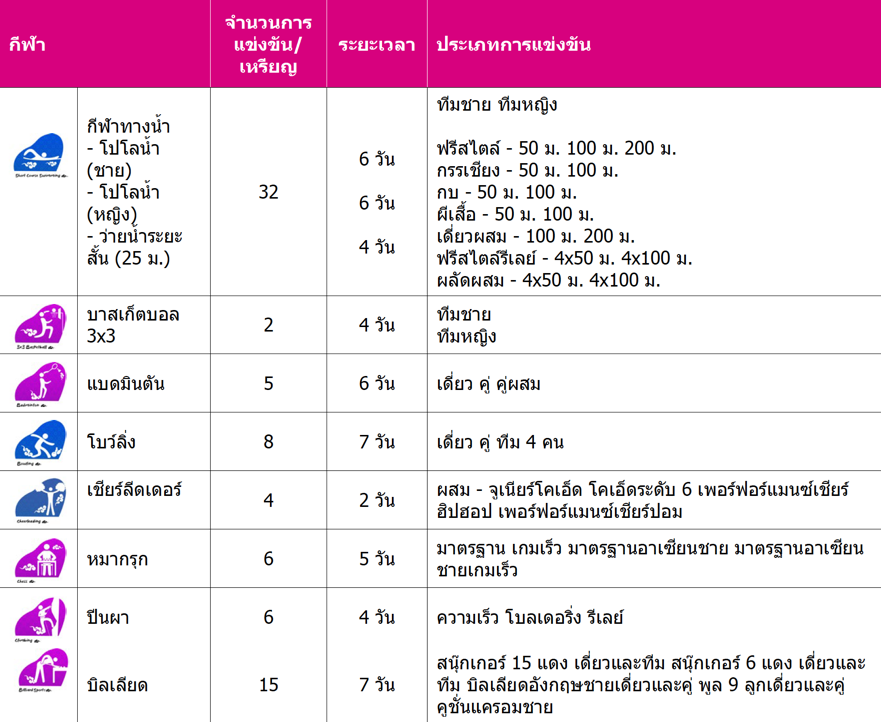 กีฬา
จำนวนการ
แข่งขัน/
เหรียญ
ระยะเวลา
ประเภทการแข่งขัน
Short Course Swimming
กีฬาทางน้ำ
- โปโลน้ำ
(ชาย)
- โปโลน้ำ
(หญิง)
- ว่ายน้ำระยะ
สั้น (25 ม.)
32
6 วัน
6 วัน
4 วัน
ทีมชาย ทีมหญิง
ฟรีสไตล์ - 50 ม. 100 ม. 200 ม.
กรรเชียง - 50 ม. 100 ม.
กบ - 50 ม. 100 ม.
ผีเสื้อ - 50 ม. 100 ม.
เดี่ยวผสม - 100 ม. 200 ม.
ฟรีสไตล์รีเลย์ - 4x50 ม. 4x100 ม.
ผลัดผสม - 4x50 ม. 4x100 ม.
3x3 Basketball
บาสเก็ตบอล
3x3
2
4 วัน
ทีมชาย
ทีมหญิง
Badminton
แบดมินตัน
5
6 วัน
เดี่ยว คู่ คู่ผสม
Bowling
โบว์ลิ่ง
8
7 วัน
เดี่ยว คู่ ทีม 4 คน
Cheerleading
เชียร์ลีดเดอร์
4
2 วัน
ผสม - จูเนียร์โคเอ็ด โคเอ็ดระดับ 6 เพอร์ฟอร์แมนซ์เชียร์
ฮิปฮอป เพอร์ฟอร์แมนซ์เชียร์ปอม
Chess
หมากรุก
6
5 วัน
มาตรฐาน เกมเร็ว มาตรฐานอาเซียนชาย มาตรฐานอาเซียน
ชายเกมเร็ว
Climbing
ปีนผา
6
4 วัน
ความเร็ว โบลเดอริ่ง รีเลย์
Billiard Sports
บิลเลียด
15
7 วัน
สนุ๊กเกอร์ 15 แดง เดี่ยวและทีม สนุ๊กเกอร์ 6 แดง เดี่ยวและ
ทีม บิลเลียดอังกฤษชายเดี่ยวและคู่ พูล 9 ลูกเดี่ยวและคู่
คูชั่นแครอมชาย